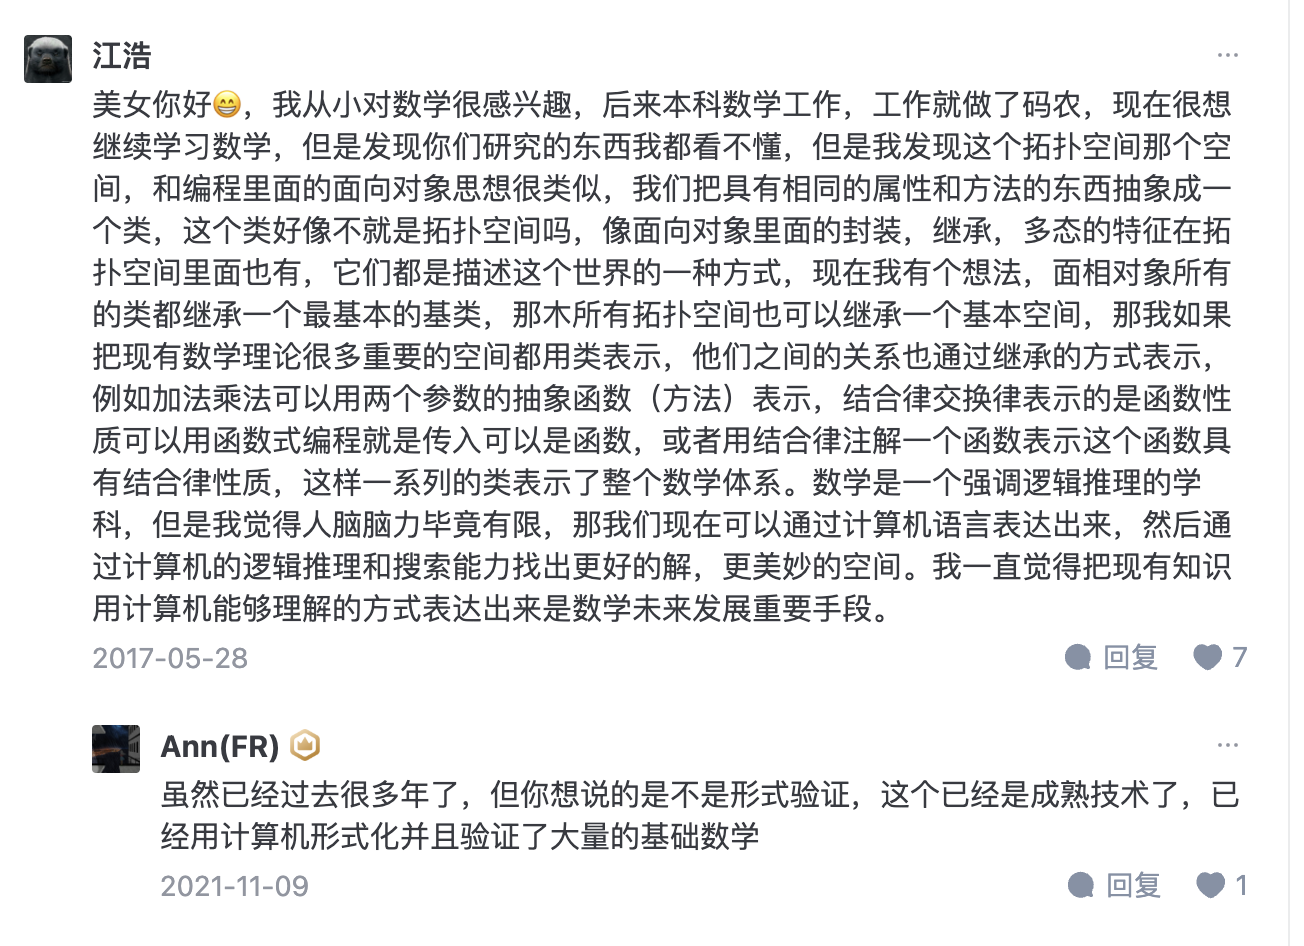 江浩
美女你好😁，我从小对数学很感兴趣，后来本科数学工作，工作就做了码农，现在很想
继续学习数学，但是发现你们研究的东西我都看不懂，但是我发现这个拓扑空间那个空
间，和编程里面的面向对象思想很类似，我们把具有相同的属性和方法的东西抽象成一
个类，这个类好像不就是拓扑空间吗，像面向对象里面的封装，继承，多态的特征在拓
扑空间里面也有，它们都是描述这个世界的一种方式，现在我有个想法，面相对象所有
的类都继承一个最基本的基类，那木所有拓扑空间也可以继承一个基本空间，那我如果
把现有数学理论很多重要的空间都用类表示，他们之间的关系也通过继承的方式表示，
例如加法乘法可以用两个参数的抽象函数（方法）表示，结合律交换律表示的是函数性
质可以用函数式编程就是传入可以是函数，或者用结合律注解一个函数表示这个函数具
有结合律性质，这样一系列的类表示了整个数学体系。数学是一个强调逻辑推理的学
科，但是我觉得人脑脑力毕竟有限，那我们现在可以通过计算机语言表达出来，然后通
过计算机的逻辑推理和搜索能力找出更好的解，更美妙的空间。我一直觉得把现有知识
用计算机能够理解的方式表达出来是数学未来发展重要手段。
2017-05-28 回复 7
Ann(FR)
虽然已经过去很多年了，但你想说的是不是形式验证，这个已经是成熟技术了，已
经用计算机形式化并且验证了大量的基础数学
2021-11-09 回复 1